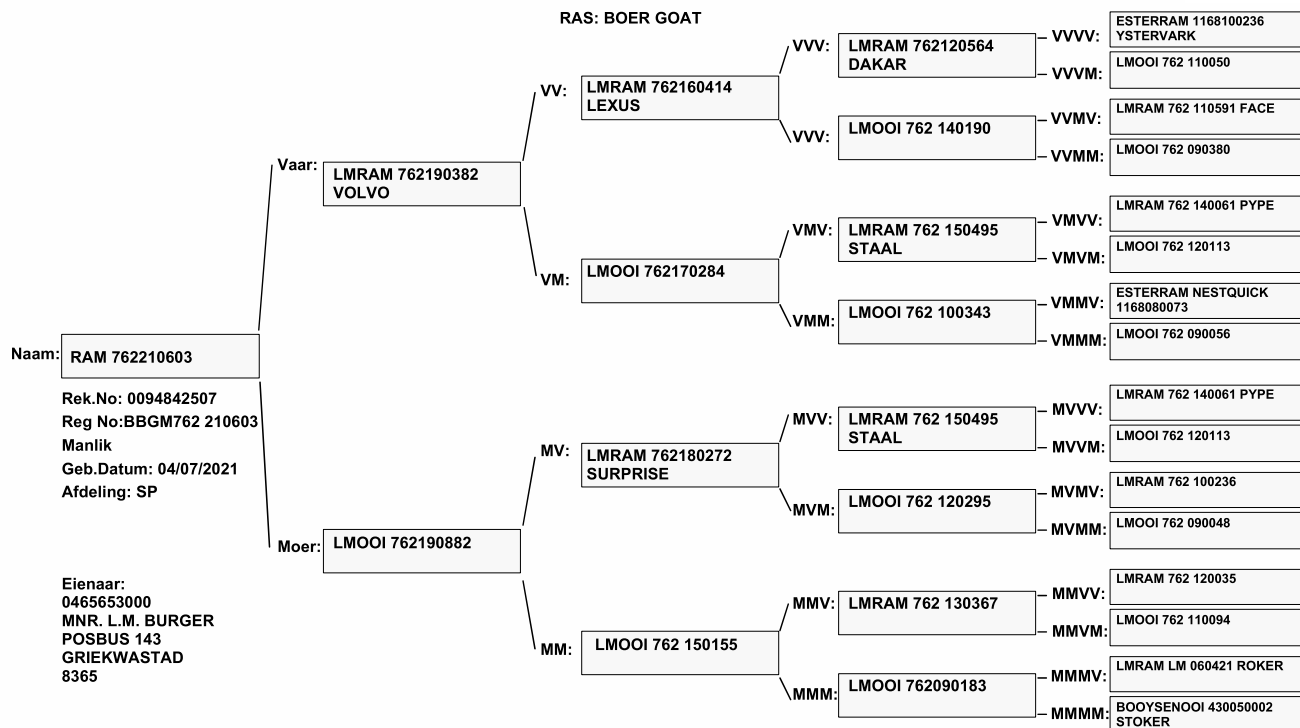 RAS: BOER GOAT
Naam:
RAM 762210603
Rek.No: 0094842507
Reg No:BBGM762 210603
Manlik
Geb.Datum: 04/07/2021
Afdeling: SP
Eienaar:
0465653000
MNR. L.M. BURGER
POSBUS 143
GRIEKWASTAD
8365
Vaar:
LMRAM 762190382
VOLVO
Moer:
LMOOI 762190882
VV:
LMRAM 762160414
LEXUS
VM:
LMOOI 762170284
MV:
LMRAM 762180272
SURPRISE
MM:
LMOOI 762 150155
VVV:
LMRAM 762120564
DAKAR
VVV:
LMOOI 762 140190
VMV:
LMRAM 762 150495
STAAL
VMM:
LMOOI 762 100343
MVV:
LMRAM 762 150495
STAAL
MVM:
LMOOI 762 120295
MMV:
LMRAM 762 130367
MMM:
LMOOI 762090183
VVVV:
ESTERRAM 1168100236
YSTERVARK
VVVM:
LMOOI 762 110050
VVMV:
LMRAM 762 110591 FACE
VVMM:
LMOOI 762 090380
VMVV:
LMRAM 762 140061 PYPE
VMVM:
LMOOI 762 120113
VMMV:
ESTERRAM NESTQUICK
1168080073
VMMM:
LMOOI 762 090056
MVVV:
LMRAM 762 140061 PYPE
MVVM:
LMOOI 762 120113
MVMV:
LMRAM 762 100236
MVMM:
LMOOI 762 090048
MMVV:
LMRAM 762 120035
MMVM:
LMOOI 762 110094
MMMV:
LMRAM LM 060421 ROKER
MMMM:
BOOYSENOOI 430050002
STOKER